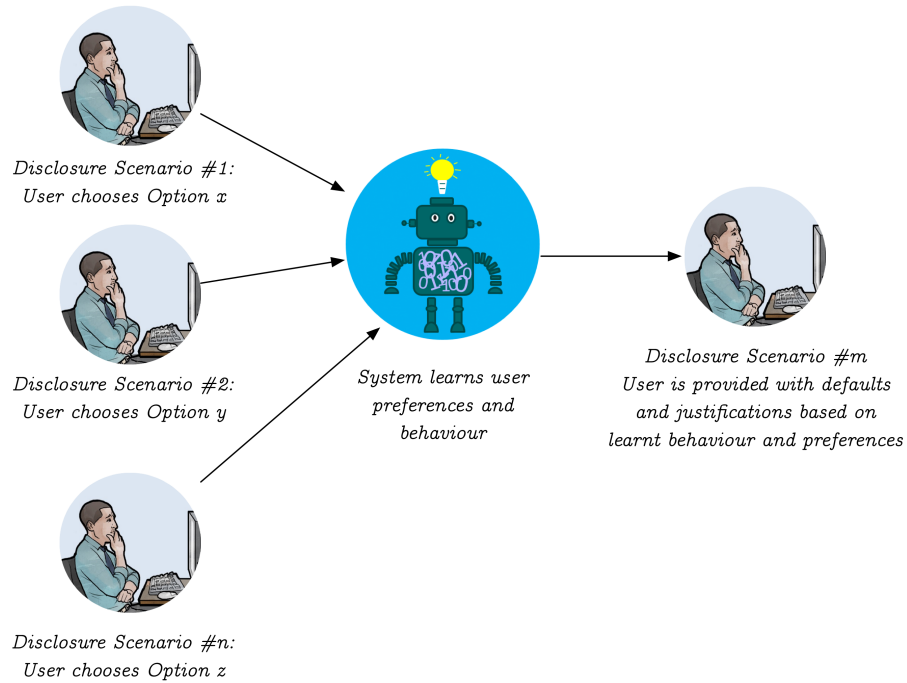 Disclosure Scenario #1:
User chooses Option x
Disclosure Scenario #2:
User chooses Option y
Disclosure Scenario #n:
User chooses Option z
System learns user
preferences and
behaviour
Disclosure Scenario #m
User is provided with defaults
and justifications based on
learnt behaviour and preferences